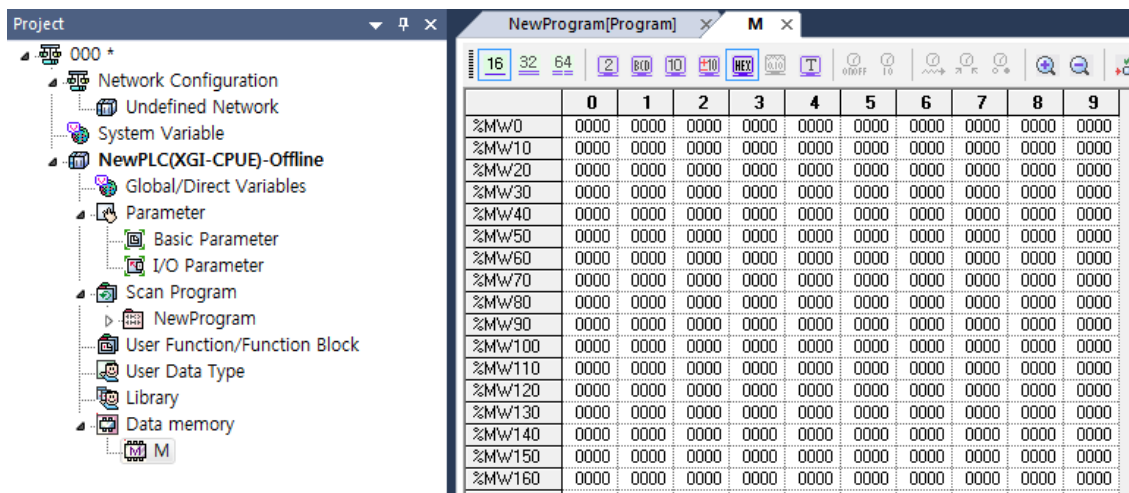 Project
000 *
Network Configuration
Undefined Network
System Variable
NewPLC(XGI-CPUE)-Offline
Global/Direct Variables
Parameter
Basic Parameter
I/O Parameter
Scan Program
NewProgram
User Function/Function Block
User Data Type
Library
Data memory
M
NewProgram[Program] M
16 32 64 2 BCD 10 ±10 HEX T
0 1 2 3 4 5 6 7 8 9
%MW0 0000 0000 0000 0000 0000 0000 0000 0000 0000 0000
%MW10 0000 0000 0000 0000 0000 0000 0000 0000 0000 0000
%MW20 0000 0000 0000 0000 0000 0000 0000 0000 0000 0000
%MW30 0000 0000 0000 0000 0000 0000 0000 0000 0000 0000
%MW40 0000 0000 0000 0000 0000 0000 0000 0000 0000 0000
%MW50 0000 0000 0000 0000 0000 0000 0000 0000 0000 0000
%MW60 0000 0000 0000 0000 0000 0000 0000 0000 0000 0000
%MW70 0000 0000 0000 0000 0000 0000 0000 0000 0000 0000
%MW80 0000 0000 0000 0000 0000 0000 0000 0000 0000 0000
%MW90 0000 0000 0000 0000 0000 0000 0000 0000 0000 0000
%MW100 0000 0000 0000 0000 0000 0000 0000 0000 0000 0000
%MW110 0000 0000 0000 0000 0000 0000 0000 0000 0000 0000
%MW120 0000 0000 0000 0000 0000 0000 0000 0000 0000 0000
%MW130 0000 0000 0000 0000 0000 0000 0000 0000 0000 0000
%MW140 0000 0000 0000 0000 0000 0000 0000 0000 0000 0000
%MW150 0000 0000 0000 0000 0000 0000 0000 0000 0000 0000
%MW160 0000 0000 0000 0000 0000 0000 0000 0000 0000 0000